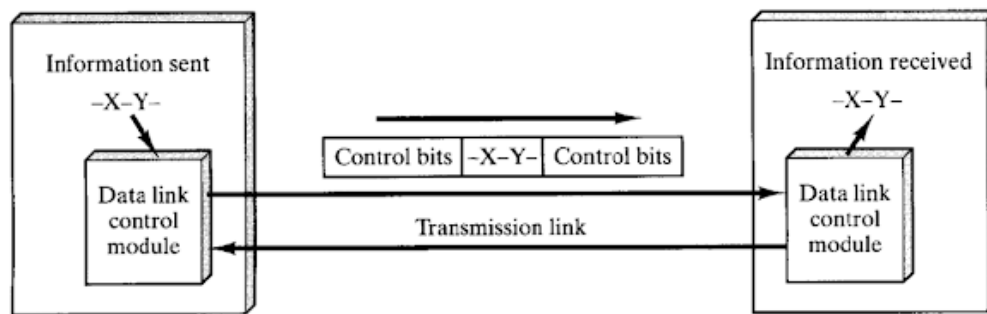 Information sent
–X–Y–
Data link
control
module
Control bits
–X–Y–
Control bits
Transmission link
Information received
–X–Y–
Data link
control
module